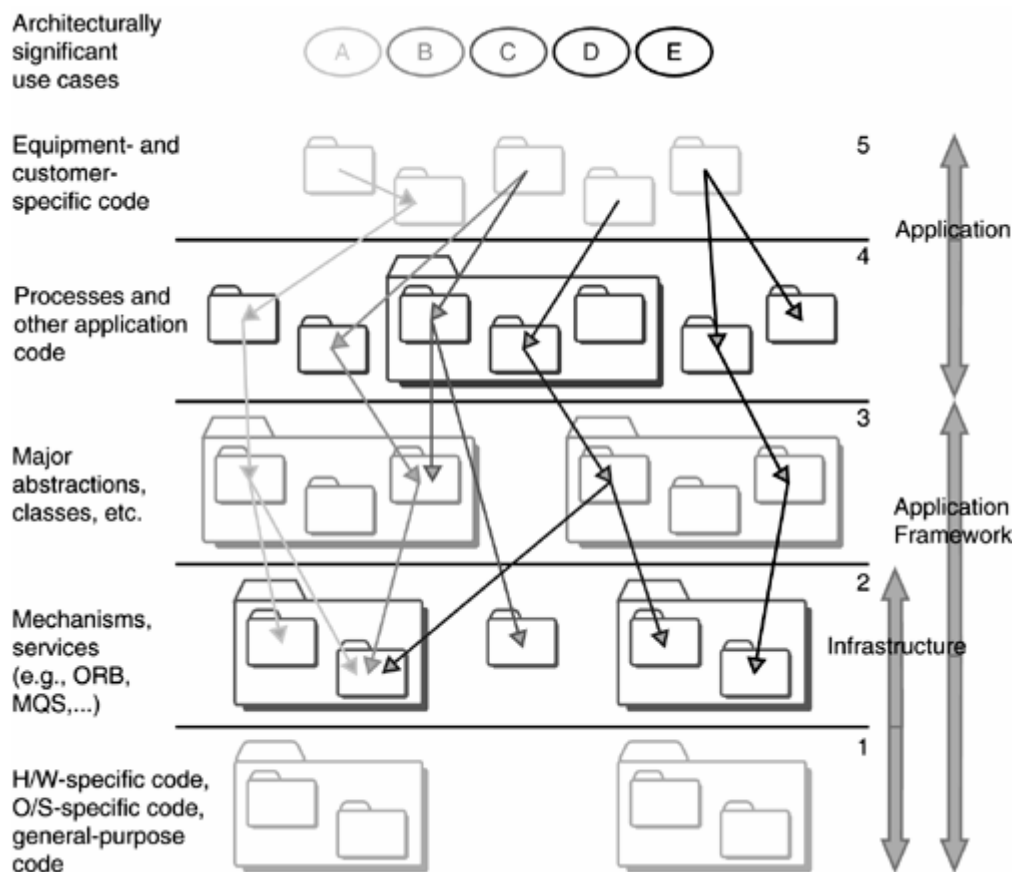 Architecturally
significant
use cases
A B C D E
Equipment- and
customer-
specific code
5
Application
4
Processes and
other application
code
3
Major
abstractions,
classes, etc.
Application
Framework
2
Mechanisms,
services
(e.g., ORB,
MQS,...)
Infrastructure
1
H/W-specific code,
O/S-specific code,
general-purpose
code